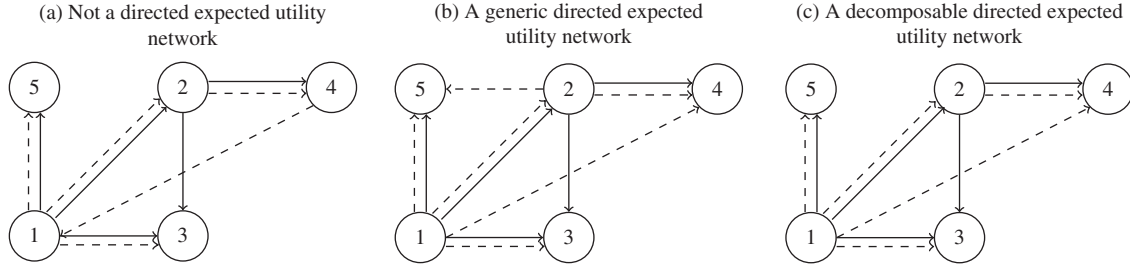 (a) Not a directed expected utility
network
5
2
4
1
3
(b) A generic directed expected
utility network
5
2
4
1
3
(c) A decomposable directed expected
utility network
5
2
4
1
3